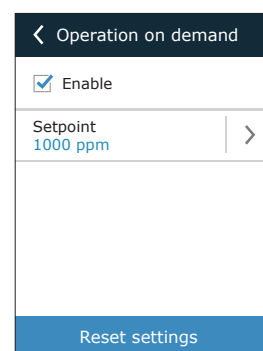 Operation on demand
Enable
Setpoint
1000 ppm
Reset settings